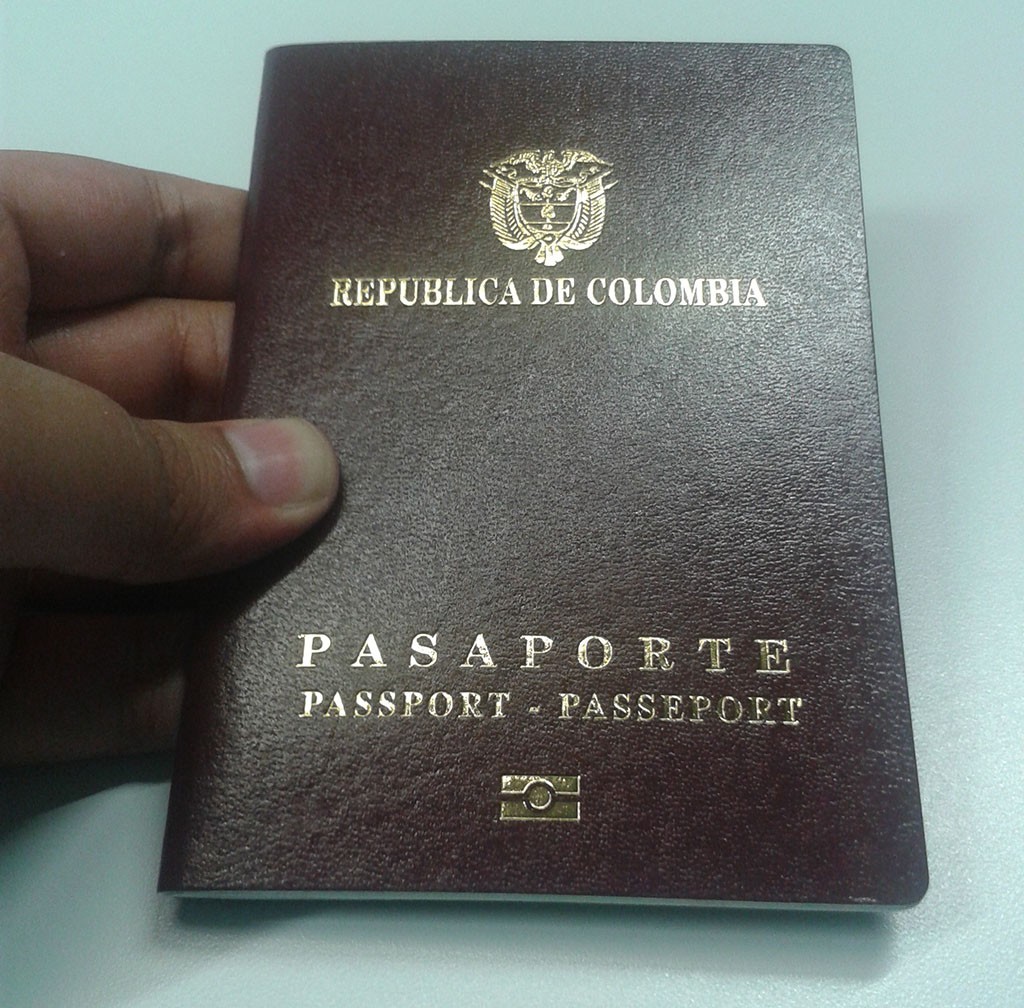 REPUBLICA DE COLOMBIA
PASAPORTE
PASSPORT - PASSEPORT